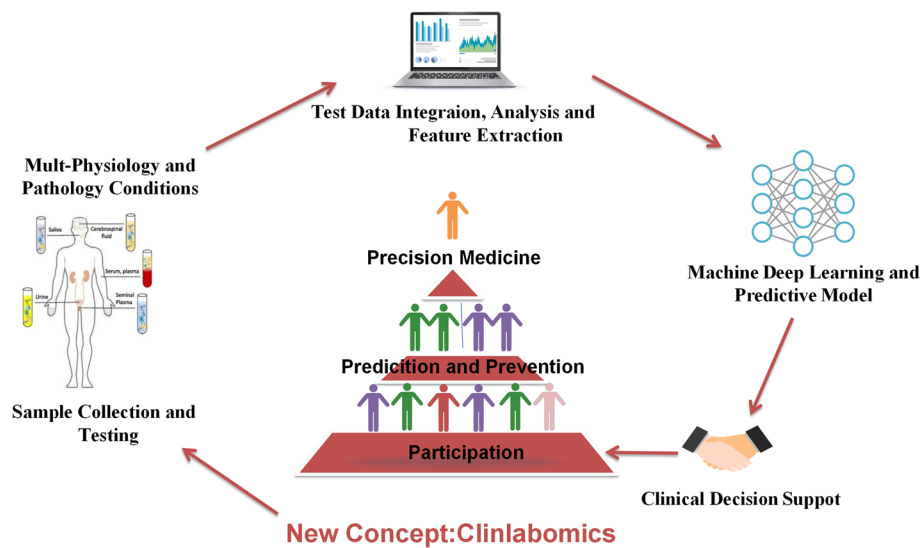 Test Data Integraion, Analysis and
Feature Extraction
Mult-Physiology and
Pathology Conditions
Saliva
Cerebrospinal
fluid
Serum, plasma
Urine
Seminal
Plasma
Sample Collection and
Testing
Machine Deep Learning and
Predictive Model
Precision Medicine
Predicition and Prevention
Participation
Clinical Decision Suppot
New Concept:Clinlabomics